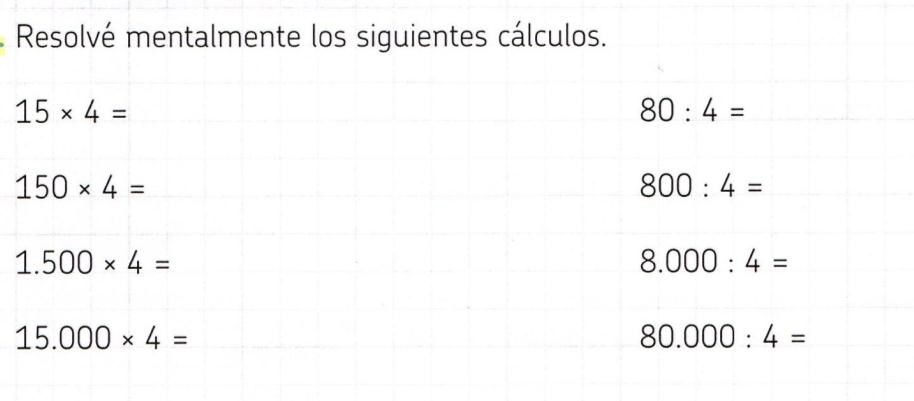 Resolvé mentalmente los siguientes cálculos.
15 × 4 =
80 : 4 =
150 × 4 =
800 : 4 =
1.500 × 4 =
8.000 : 4 =
15.000 × 4 =
80.000 : 4 =